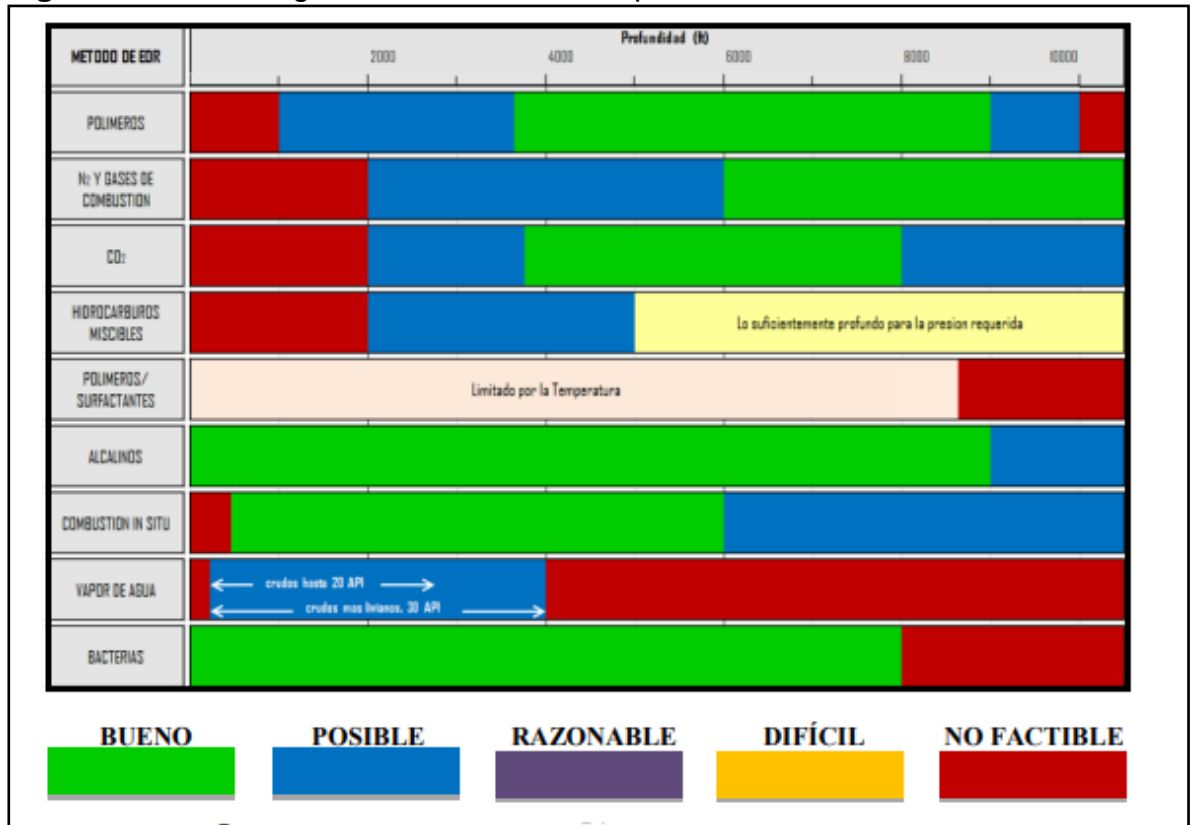 METODO DE EOR
Profundidad (ft)
2000 4000 6000 8000 10000
POLIMEROS
N2 Y GASES DE
COMBUSTION
CO2
HIDROCARBUROS
MISCIBLES
Lo suficientemente profundo para la presion requerida
POLIMEROS/
SURFACTANTES
Limitado por la Temperatura
ALCALINOS
COMBUSTION IN SITU
VAPOR DE AGUA
crudos hasta 20 API
crudos mas livianos, 30 API
BACTERIAS
BUENO POSIBLE RAZONABLE DIFÍCIL NO FACTIBLE